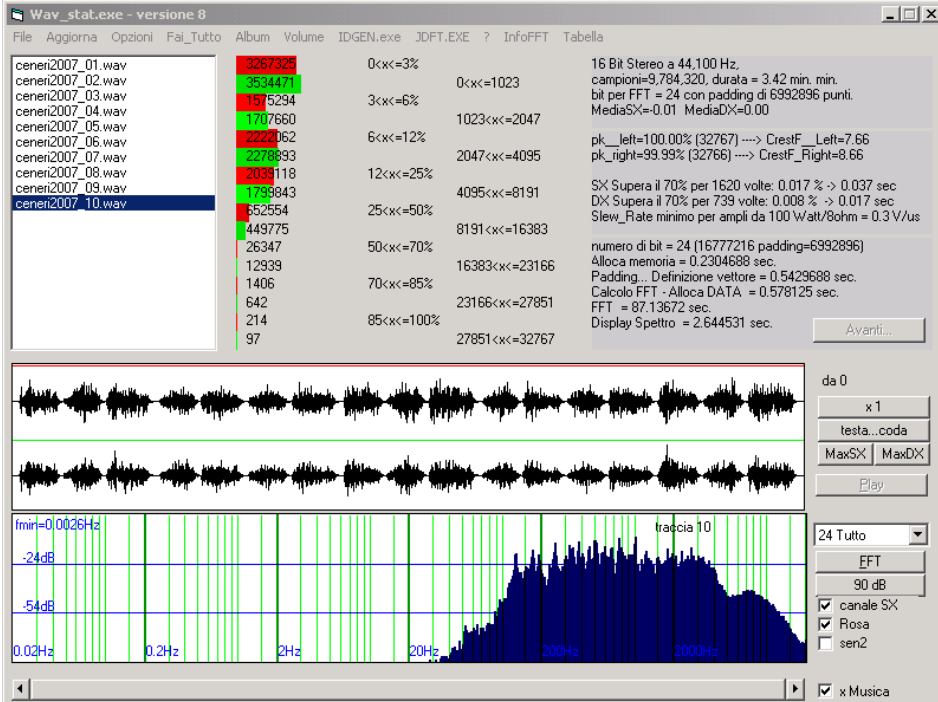 Wav_stat.exe - versione 8
File Aggiorna Opzioni Fai_Tutto Album Volume IDGEN.exe JDFT.EXE ? InfoFFT Tabella
ceneri2007_01.wav
ceneri2007_02.wav
ceneri2007_03.wav
ceneri2007_04.wav
ceneri2007_05.wav
ceneri2007_06.wav
ceneri2007_07.wav
ceneri2007_08.wav
ceneri2007_09.wav
ceneri2007_10.wav
3267325 0<x<=3%
3534471 0<x<=1023
1575294 3<x<=6%
1707660 1023<x<=2047
2222062 6<x<=12%
2278893 2047<x<=4095
2039118 12<x<=25%
1799843 4095<x<=8191
652554 25<x<=50%
449775 8191<x<=16383
26347 50<x<=70%
12939 16383<x<=23166
1406 70<x<=85%
642 23166<x<=27851
214 85<x<=100%
97 27851<x<=32767
16 Bit Stereo a 44,100 Hz,
campioni=9,784,320, durata = 3.42 min. min.
bit per FFT = 24 con padding di 6992896 punti.
MediaSX=-0.01 MediaDX=0.00
pk__left=100.00% (32767) ----> CrestF__Left=7.66
pk_right=99.99% (32766) ----> CrestF_Right=8.66
SX Supera il 70% per 1620 volte: 0.017 % -> 0.037 sec
DX Supera il 70% per 739 volte: 0.008 % -> 0.017 sec
Slew_Rate minimo per ampli da 100 Watt/8ohm = 0.3 V/us
numero di bit = 24 (16777216 padding=6992896)
Alloca memoria = 0.2304688 sec.
Padding... Definizione vettore = 0.5429688 sec.
Calcolo FFT - Alloca DATA = 0.578125 sec.
FFT = 87.13672 sec.
Display Spettro = 2.644531 sec.
Avanti...
da 0
x 1
testa...coda
MaxSX MaxDX
Play
fmin=0.0026Hz
traccia 10
-24dB
-54dB
0.02Hz 0.2Hz 2Hz 20Hz 200Hz 2000Hz
24 Tutto
FFT
90 dB
canale SX
Rosa
sen2
x Musica